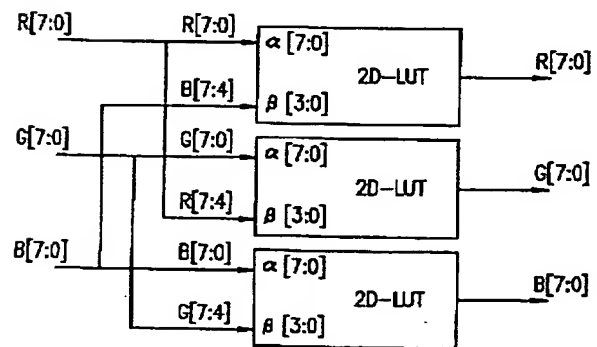 R[7:0] R[7:0]
α [7:0]
2D-LUT R[7:0]
B[7:4] β [3:0]
G[7:0] G[7:0] α [7:0]
2D-LUT G[7:0]
R[7:4] β [3:0]
B[7:0] B[7:0] α [7:0]
2D-LUT B[7:0]
G[7:4] β [3:0]